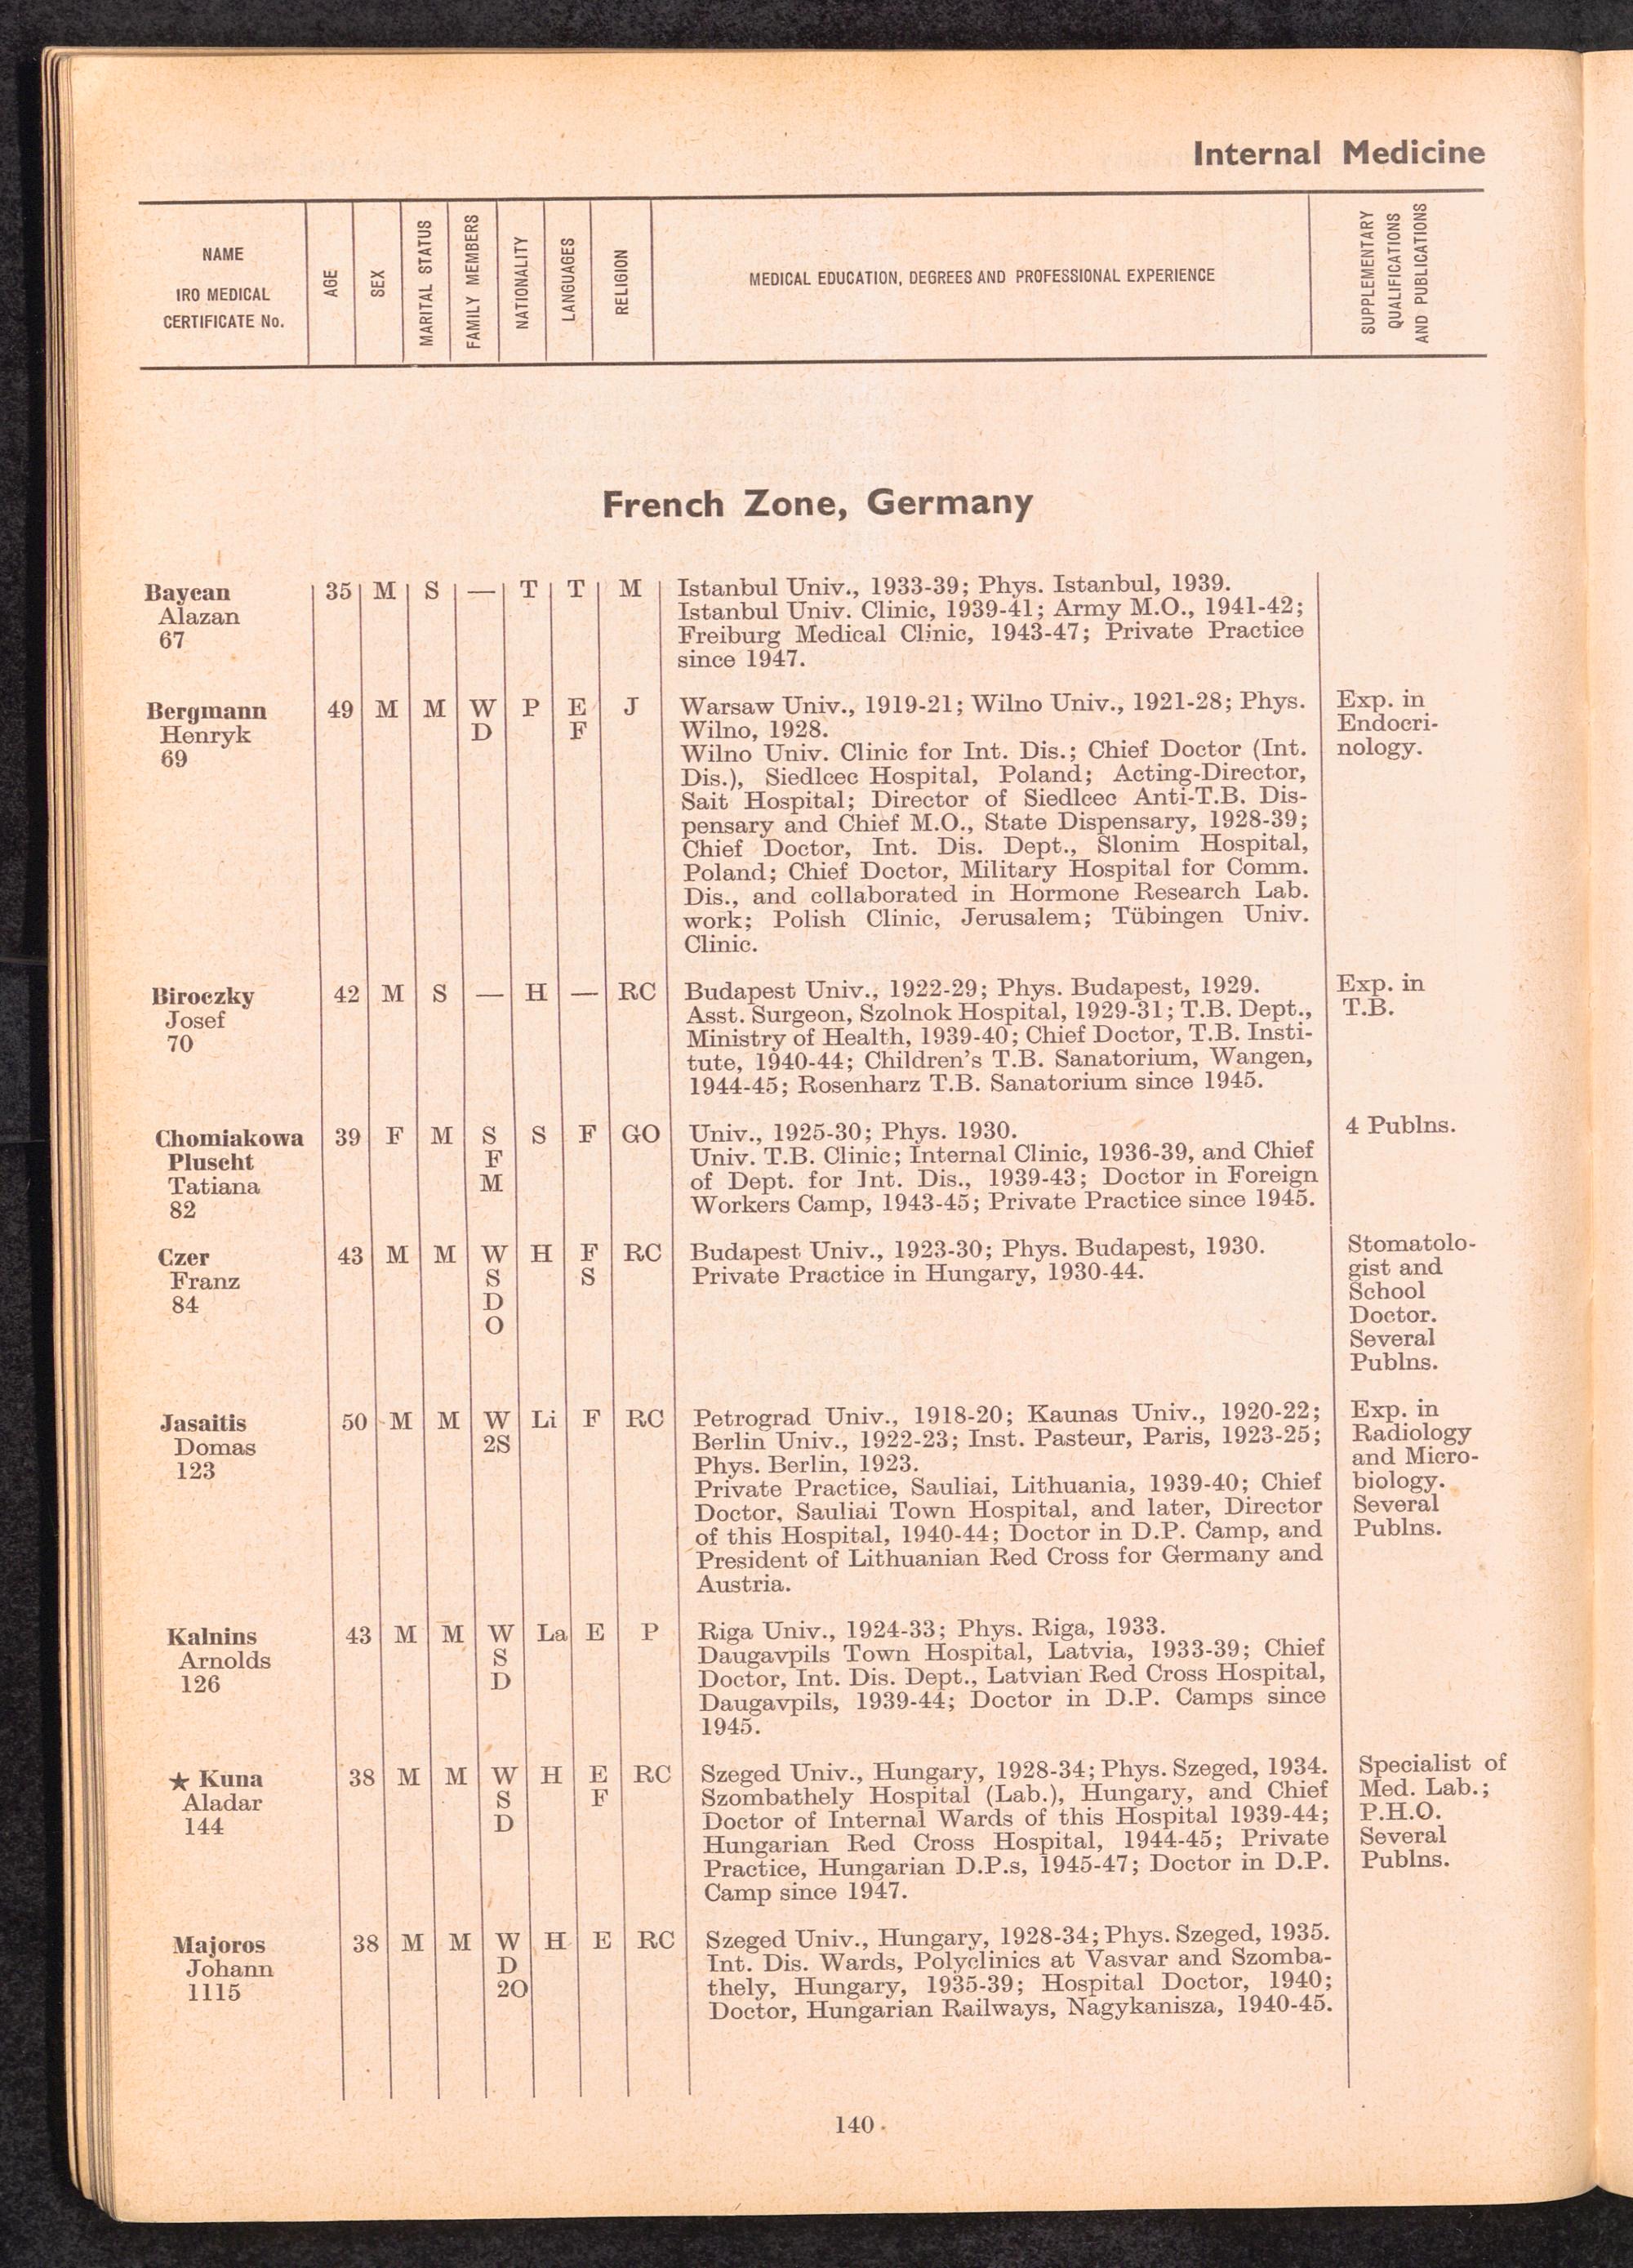 Internal Medicine
NAME
IRO MEDICAL
CERTIFICATE No.
AGE
SEX
MARITAL STATUS
FAMILY MEMBERS
NATIONALITY
LANGUAGES
RELIGION
MEDICAL EDUCATION, DEGREES AND PROFESSIONAL EXPERIENCE
SUPPLEMENTARY
QUALIFICATIONS
AND PUBLICATIONS
French Zone, Germany
Baycan
Alazan
67
35 M S — T T M
Istanbul Univ., 1933-39; Phys. Istanbul, 1939.
Istanbul Univ. Clinic, 1939-41; Army M.O., 1941-42;
Freiburg Medical Clinic, 1943-47; Private Practice
since 1947.
Bergmann
Henryk
69
49 M M W P E J
D F
Warsaw Univ., 1919-21; Wilno Univ., 1921-28; Phys.
Wilno, 1928.
Wilno Univ. Clinic for Int. Dis.; Chief Doctor (Int.
Dis.), Siedlcec Hospital, Poland; Acting-Director,
Sait Hospital; Director of Siedlcec Anti-T.B. Dis-
pensary and Chief M.O., State Dispensary, 1928-39;
Chief Doctor, Int. Dis. Dept., Slonim Hospital,
Poland; Chief Doctor, Military Hospital for Comm.
Dis., and collaborated in Hormone Research Lab.
work; Polish Clinic, Jerusalem; Tübingen Univ.
Clinic.
Exp. in
Endocri-
nology.
Biroczky
Josef
70
42 M S — H — RC
Budapest Univ., 1922-29; Phys. Budapest, 1929.
Asst. Surgeon, Szolnok Hospital, 1929-31; T.B. Dept.,
Ministry of Health, 1939-40; Chief Doctor, T.B. Insti-
tute, 1940-44; Children's T.B. Sanatorium, Wangen,
1944-45; Rosenharz T.B. Sanatorium since 1945.
Exp. in
T.B.
Chomiakowa
Pluscht
Tatiana
82
39 F M S S F GO
F
M
Univ., 1925-30; Phys. 1930.
Univ. T.B. Clinic; Internal Clinic, 1936-39, and Chief
of Dept. for Int. Dis., 1939-43; Doctor in Foreign
Workers Camp, 1943-45; Private Practice since 1945.
4 Publns.
Czer
Franz
84
43 M M W H F RC
S S
D
O
Budapest Univ., 1923-30; Phys. Budapest, 1930.
Private Practice in Hungary, 1930-44.
Stomatolo-
gist and
School
Doctor.
Several
Publns.
Jasaitis
Domas
123
50 M M W Li F RC
2S
Petrograd Univ., 1918-20; Kaunas Univ., 1920-22;
Berlin Univ., 1922-23; Inst. Pasteur, Paris, 1923-25;
Phys. Berlin, 1923.
Private Practice, Sauliai, Lithuania, 1939-40; Chief
Doctor, Sauliai Town Hospital, and later, Director
of this Hospital, 1940-44; Doctor in D.P. Camp, and
President of Lithuanian Red Cross for Germany and
Austria.
Exp. in
Radiology
and Micro-
biology.
Several
Publns.
Kalnins
Arnolds
126
43 M M W La E P
S
D
Riga Univ., 1924-33; Phys. Riga, 1933.
Daugavpils Town Hospital, Latvia, 1933-39; Chief
Doctor, Int. Dis. Dept., Latvian Red Cross Hospital,
Daugavpils, 1939-44; Doctor in D.P. Camps since
1945.
★ Kuna
Aladar
144
38 M M W H E RC
S F
D
Szeged Univ., Hungary, 1928-34; Phys. Szeged, 1934.
Szombathely Hospital (Lab.), Hungary, and Chief
Doctor of Internal Wards of this Hospital 1939-44;
Hungarian Red Cross Hospital, 1944-45; Private
Practice, Hungarian D.P.s, 1945-47; Doctor in D.P.
Camp since 1947.
Specialist of
Med. Lab.;
P.H.O.
Several
Publns.
Majoros
Johann
1115
38 M M W H E RC
D
2O
Szeged Univ., Hungary, 1928-34; Phys. Szeged, 1935.
Int. Dis. Wards, Polyclinics at Vasvar and Szomba-
thely, Hungary, 1935-39; Hospital Doctor, 1940;
Doctor, Hungarian Railways, Nagykanisza, 1940-45.
140